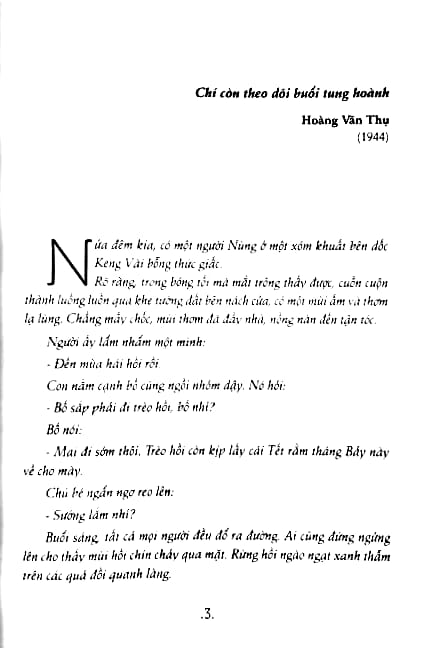 Chí còn theo dõi buổi tung hoành
Hoàng Văn Thụ
(1944)
Nửa đêm kia, có một người Nùng ở một xóm khuất bên dốc
Keng Vài bỗng thức giấc.
Rõ ràng, trong bóng tối mà mắt trông thấy được, cuồn cuộn
thành luồng luồn qua khe tường đất bên nách cửa, có một mùi ấm và thơm
lạ lùng. Chẳng mấy chốc, mùi thơm đã đầy nhà, nồng nàn đến tận tóc.
Người ấy lẩm nhẩm một mình:
- Đến mùa hái hồi rồi.
Con nằm cạnh bố cũng ngồi nhỏm dậy. Nó hỏi:
- Bố sắp phải đi trèo hồi, bố nhỉ?
Bố nói:
- Mai đi sớm thôi. Trèo hồi còn kịp lấy cái Tết rằm tháng Bảy này
về cho mày.
Chú bé ngẩn ngơ reo lên:
- Sướng lắm nhỉ?
Buổi sáng, tất cả mọi người đều đổ ra đường. Ai cũng đứng ngửng
lên cho thấy mùi hồi chín chảy qua mặt. Rừng hồi ngào ngạt xanh thẫm
trên các quả đồi quanh làng.
.3.